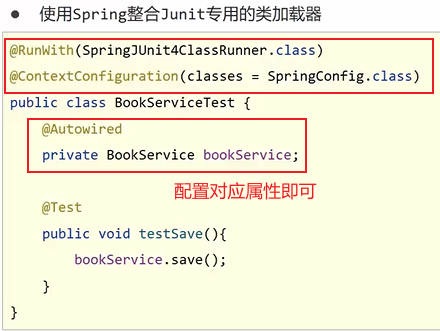 ● 使用Spring整合Junit专用的类加载器
@RunWith(SpringJUnit4ClassRunner.class)
@ContextConfiguration(classes = SpringConfig.class)
public class BookServiceTest {
@Autowired
private BookService bookService;
配置对应属性即可
@Test
public void testSave(){
bookService.save();
}
}